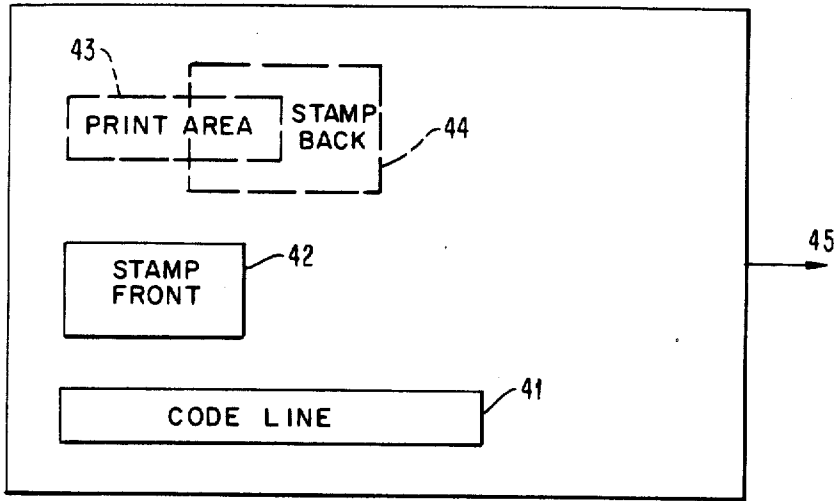 43
PRINT AREA
STAMP
BACK
44
45
STAMP
FRONT
42
41
CODE LINE